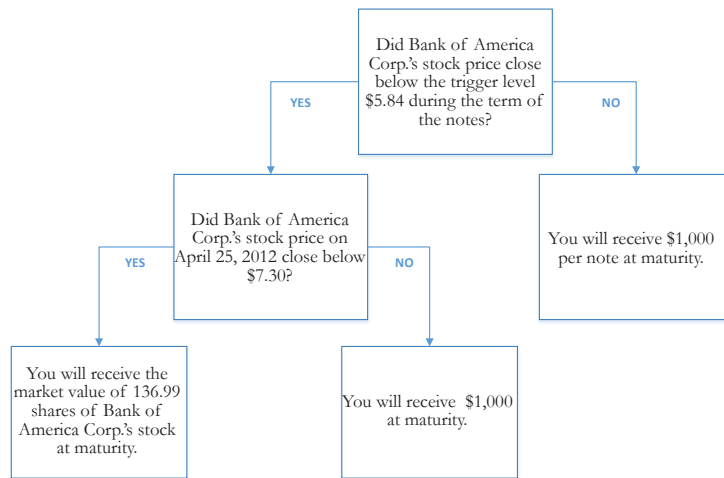 Did Bank of America
Corp.'s stock price close
below the trigger level
$5.84 during the term of
the notes?
YES
NO
Did Bank of America
Corp.'s stock price on
April 25, 2012 close below
$7.30?
You will receive $1,000
per note at maturity.
YES
NO
You will receive the
market value of 136.99
shares of Bank of
America Corp.'s stock
at maturity.
You will receive $1,000
at maturity.